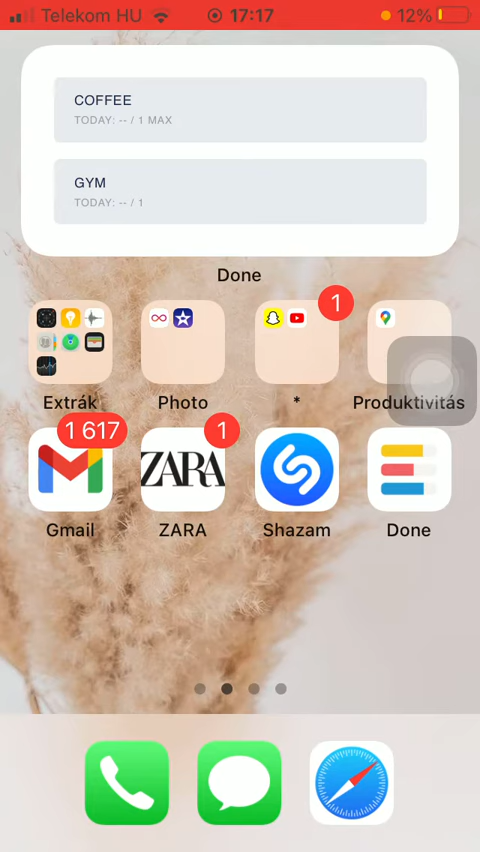 Telekom HU 17:17 12%
COFFEE
TODAY: -- / 1 MAX
GYM
TODAY: -- / 1
Done
1
Extrák Photo * Produktivitás
1 617 1
ZARA
Gmail ZARA Shazam Done